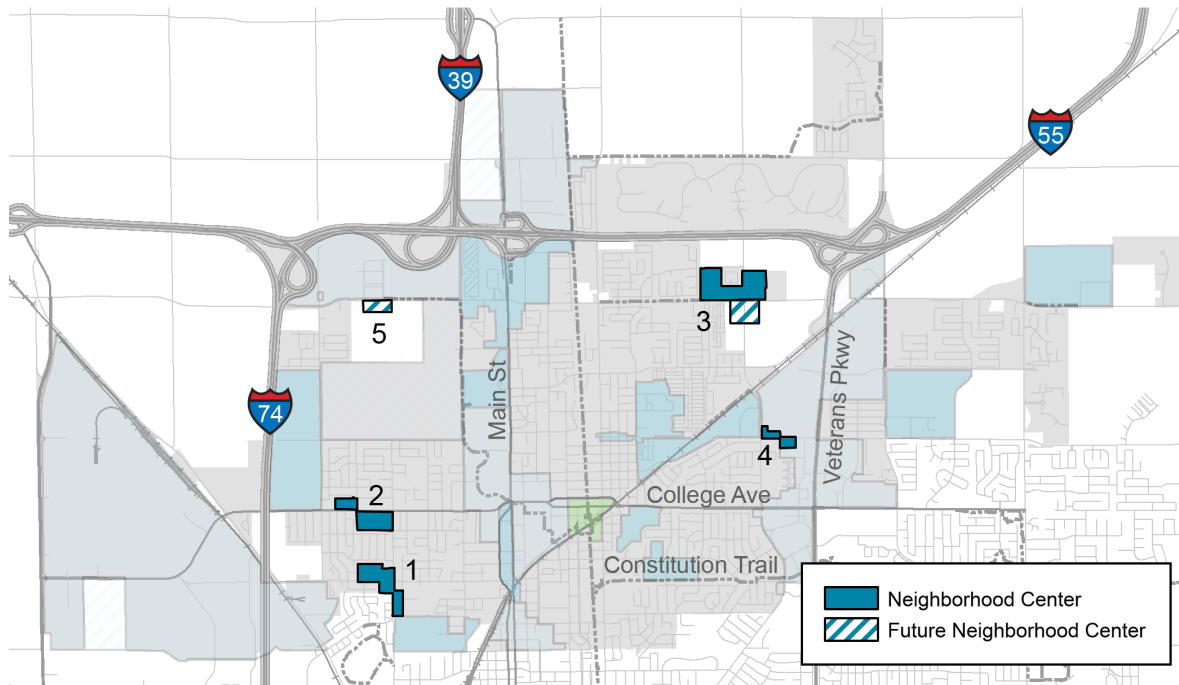 39
55
3
5
Main St
Veterans Pkwy
74
4
College Ave
2
1
Constitution Trail
Neighborhood Center
Future Neighborhood Center